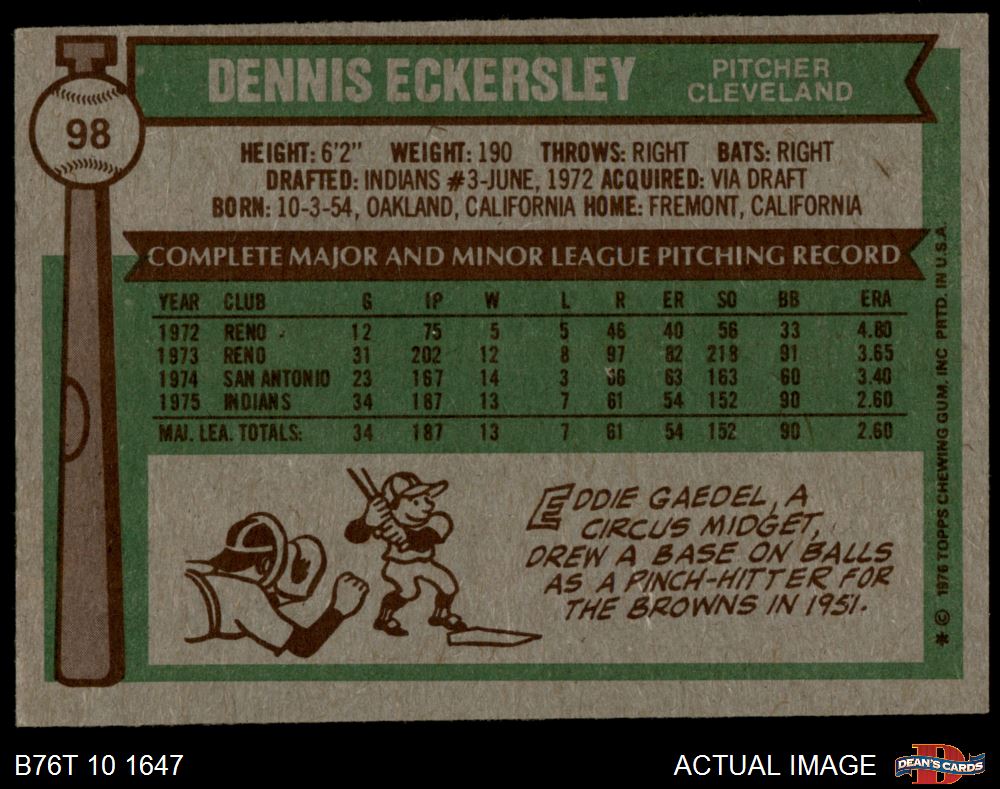 98
DENNIS ECKERSLEY
PITCHER
CLEVELAND
HEIGHT: 6'2" WEIGHT: 190 THROWS: RIGHT BATS: RIGHT
DRAFTED: INDIANS #3-JUNE, 1972 ACQUIRED: VIA DRAFT
BORN: 10-3-54, OAKLAND, CALIFORNIA HOME: FREMONT, CALIFORNIA
COMPLETE MAJOR AND MINOR LEAGUE PITCHING RECORD
YEAR CLUB G IP W L R ER SO BB ERA
1972 RENO 12 75 5 5 46 40 56 33 4.80
1973 RENO 31 202 12 8 97 82 218 91 3.65
1974 SAN ANTONIO 23 167 14 3 66 63 163 60 3.40
1975 INDIANS 34 187 13 7 61 54 152 90 2.60
MAJ. LEA. TOTALS: 34 187 13 7 61 54 152 90 2.60
EDDIE GAEDEL, A
CIRCUS MIDGET,
DREW A BASE ON BALLS
AS A PINCH-HITTER FOR
THE BROWNS IN 1951.
* © 1976 TOPPS CHEWING GUM, INC PRTD. IN U.S.A.
B76T 10 1647
ACTUAL IMAGE
DEAN'S CARDS